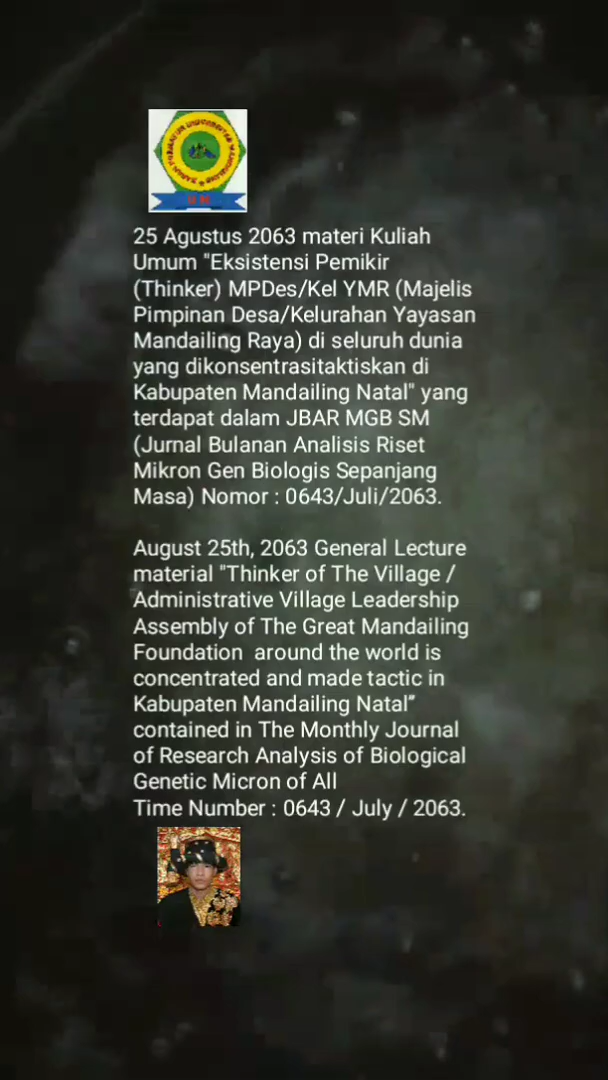 BADAN PENDIRI UNIVERSITAS MANDAILING
25 Agustus 2063 materi Kuliah
Umum "Eksistensi Pemikir
(Thinker) MPDes/Kel YMR (Majelis
Pimpinan Desa/Kelurahan Yayasan
Mandailing Raya) di seluruh dunia
yang dikonsentrasitaktiskan di
Kabupaten Mandailing Natal" yang
terdapat dalam JBAR MGB SM
(Jurnal Bulanan Analisis Riset
Mikron Gen Biologis Sepanjang
Masa) Nomor : 0643/Juli/2063.
August 25th, 2063 General Lecture
material "Thinker of The Village /
Administrative Village Leadership
Assembly of The Great Mandailing
Foundation  around the world is
concentrated and made tactic in
Kabupaten Mandailing Natal”
contained in The Monthly Journal
of Research Analysis of Biological
Genetic Micron of All
Time Number : 0643 / July / 2063.